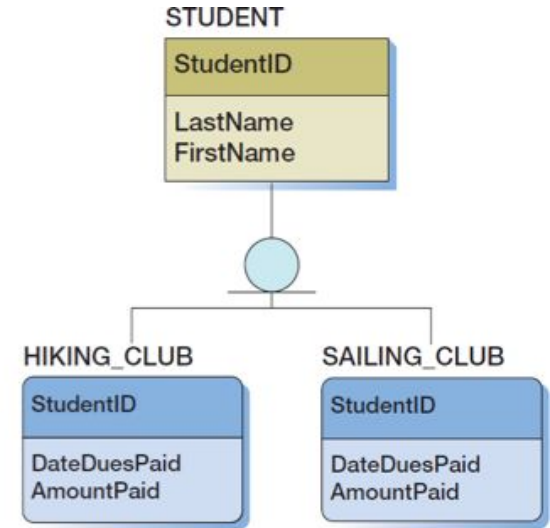 STUDENT
StudentID
LastName
FirstName
HIKING_CLUB
StudentID
DateDuesPaid
AmountPaid
SAILING_CLUB
StudentID
DateDuesPaid
AmountPaid